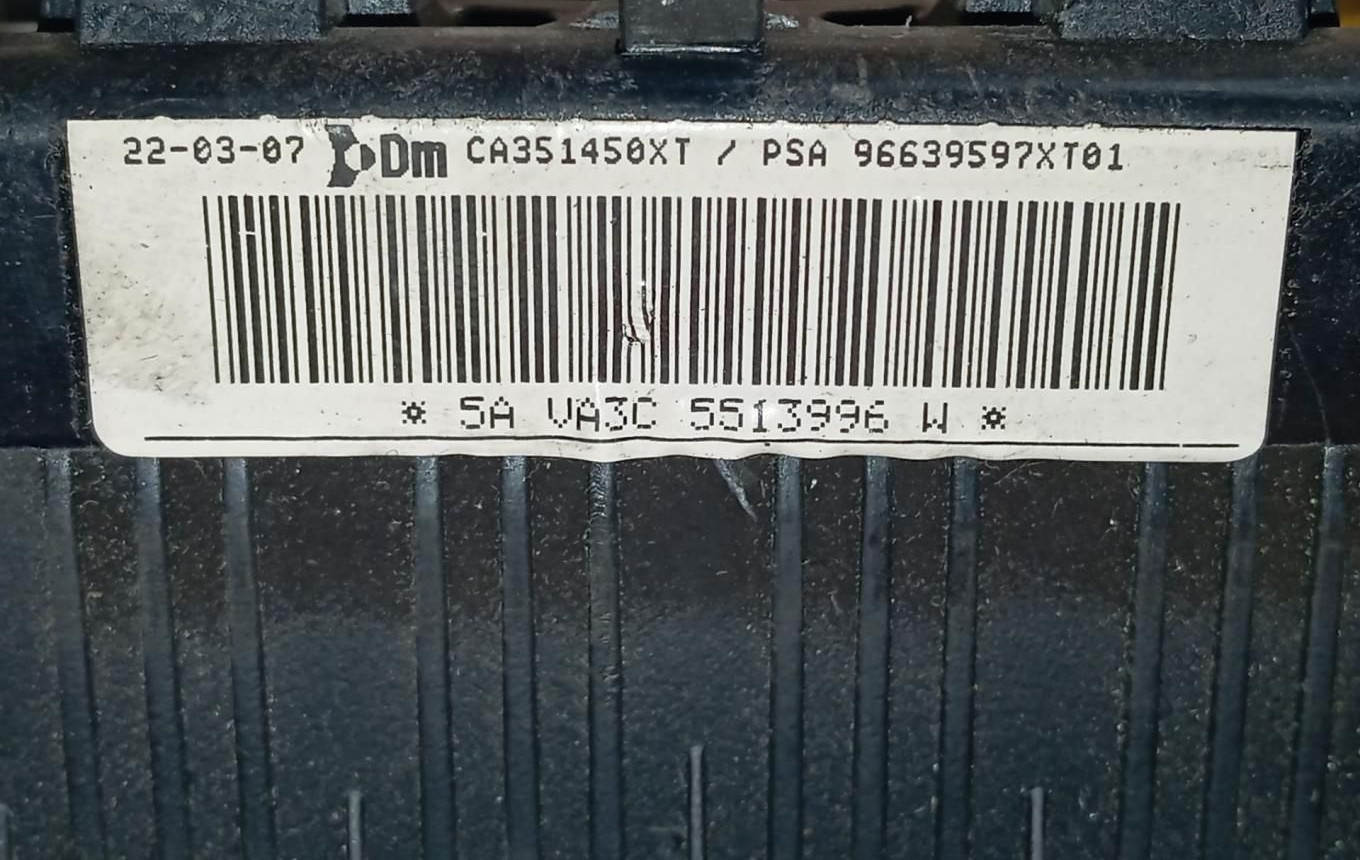 22-03-07 Dm CA351450XT / PSA 96639597XT01
* 5A VA3C 5513996 W *